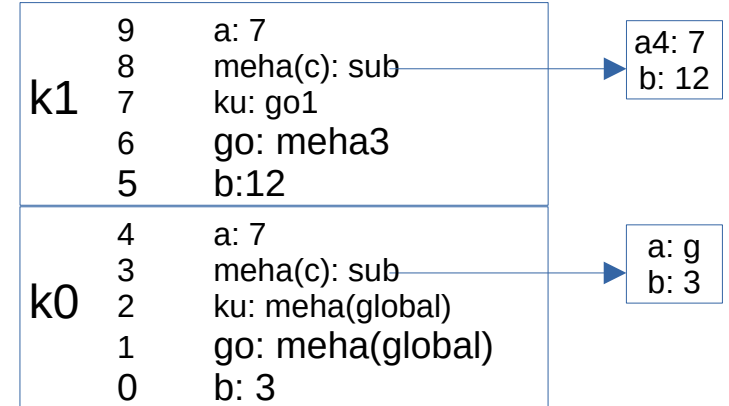 9 a: 7
8 meha(c): sub
k1 7 ku: go1
6 go: meha3
5 b:12
a4: 7
b: 12
4 a: 7
3 meha(c): sub
k0 2 ku: meha(global)
1 go: meha(global)
0 b: 3
a: g
b: 3